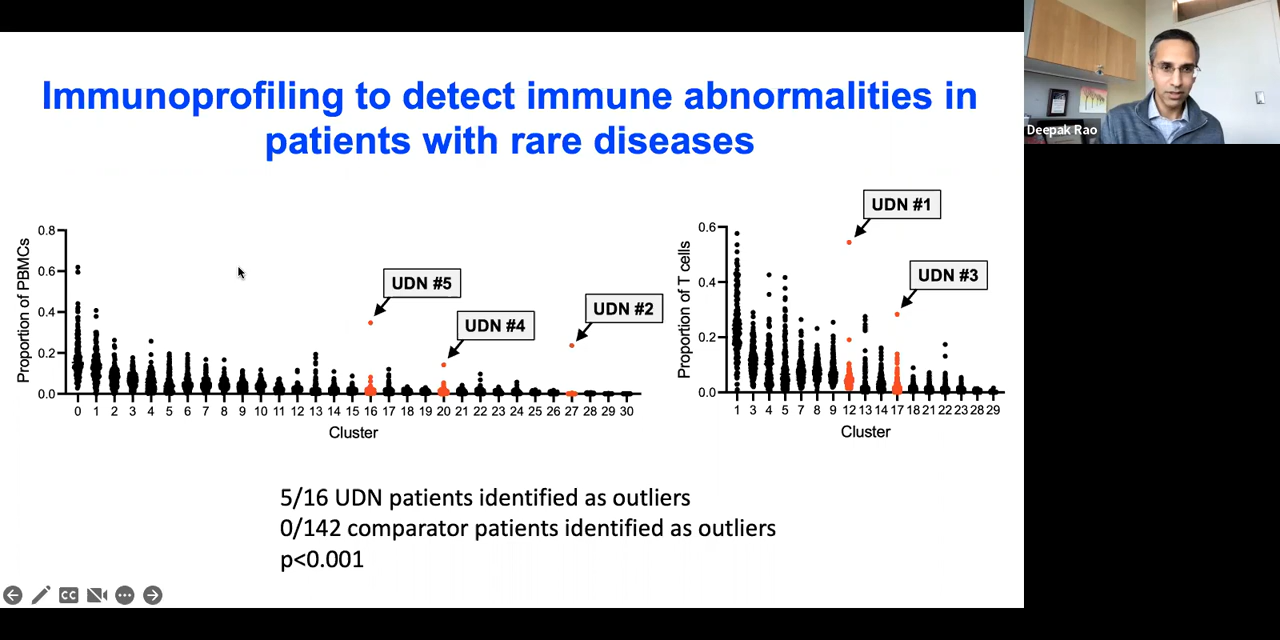 Immunoprofiling to detect immune abnormalities in
patients with rare diseases
Deepak Rao
Proportion of PBMCs
0.8
0.6
0.4
0.2
0.0
UDN #5
UDN #4
UDN #2
0 1 2 3 4 5 6 7 8 9 10 11 12 13 14 15 16 17 18 19 20 21 22 23 24 25 26 27 28 29 30
Cluster
Proportion of T cells
0.6
0.4
0.2
0.0
UDN #1
UDN #3
1 3 4 5 7 8 9 12 13 14 17 18 21 22 23 28 29
Cluster
5/16 UDN patients identified as outliers
0/142 comparator patients identified as outliers
p<0.001
CC